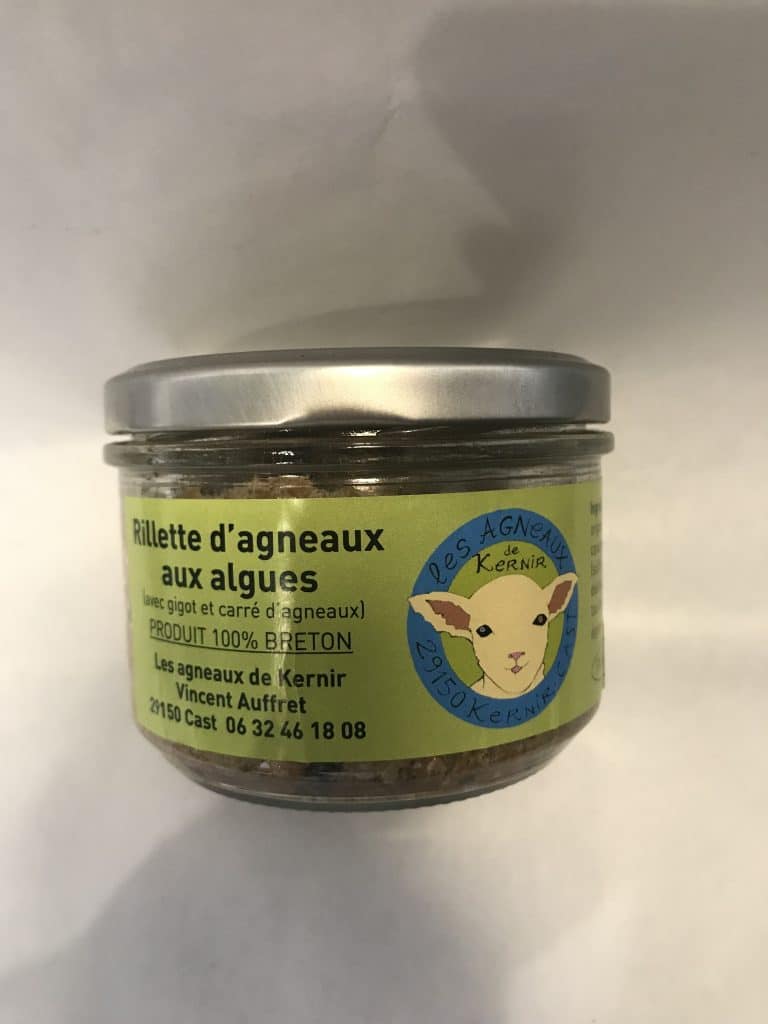 Rillette d'agneaux
aux algues
(avec gigot et carré d'agneaux)
PRODUIT 100% BRETON
Les agneaux de Kernir
Vincent Auffret
29150 Cast 06 32 46 18 08
Les AGNeAUX
de
KerNiR
29150 KerNiR CAST